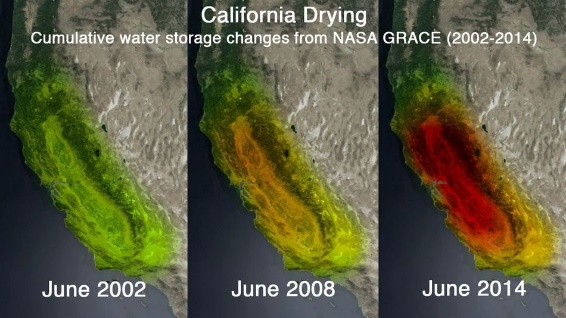 California Drying
Cumulative water storage changes from NASA GRACE (2002-2014)
June 2002
June 2008
June 2014